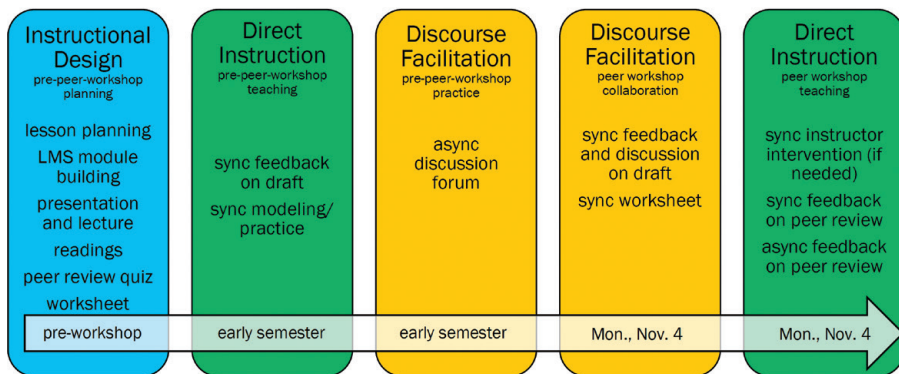 Instructional
Design
pre-peer-workshop
planning
lesson planning
LMS module
building
presentation
and lecture
readings
peer review quiz
worksheet
pre-workshop
Direct
Instruction
pre-peer-workshop
teaching
sync feedback
on draft
sync modeling/
practice
early semester
Discourse
Facilitation
pre-peer-workshop
practice
async
discussion
forum
early semester
Discourse
Facilitation
peer workshop
collaboration
sync feedback
and discussion
on draft
sync worksheet
Mon., Nov. 4
Direct
Instruction
peer workshop
teaching
sync instructor
intervention (if
needed)
sync feedback
on peer review
async feedback
on peer review
Mon., Nov. 4